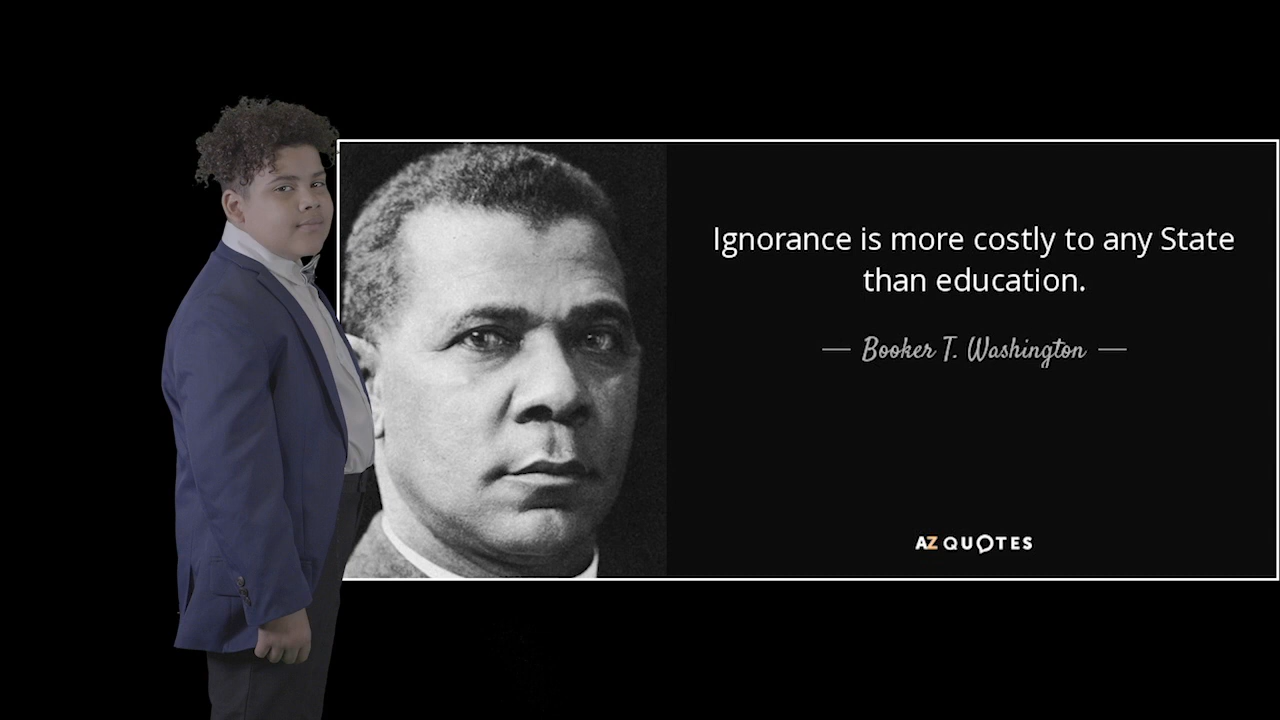 Ignorance is more costly to any State
than education.
Booker T. Washington
AZ QUOTES